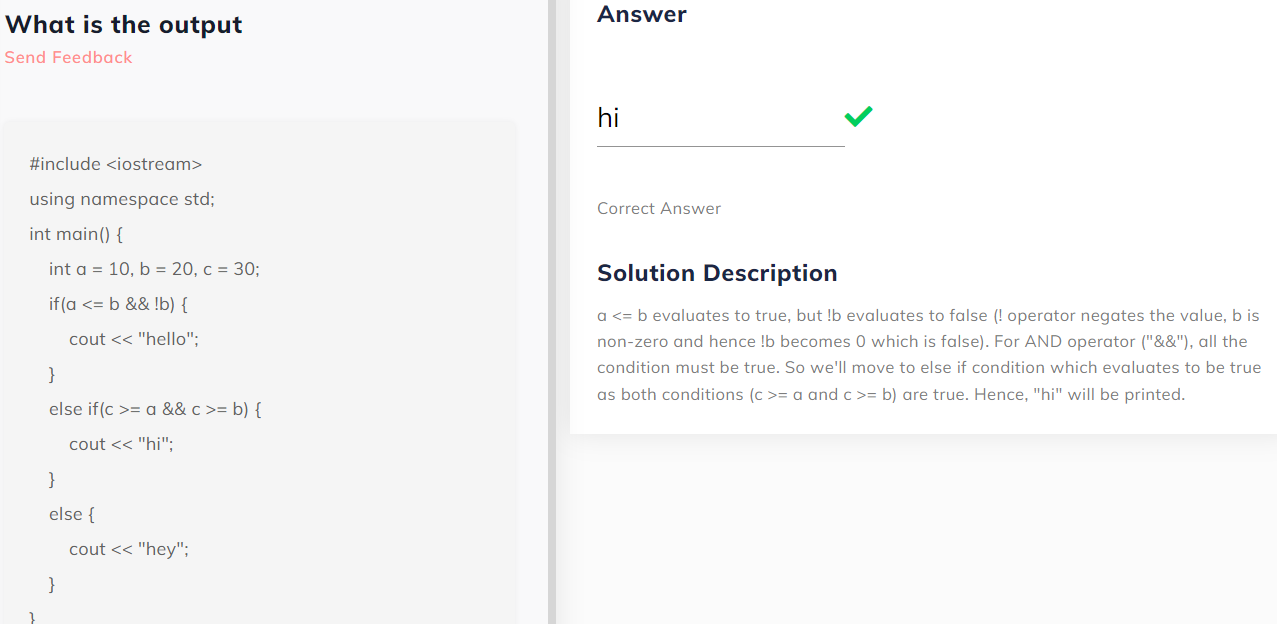 What is the output
Send Feedback
#include <iostream>
using namespace std;
int main() {
int a = 10, b = 20, c = 30;
if(a <= b && !b) {
cout << "hello";
}
else if(c >= a && c >= b) {
cout << "hi";
}
else {
cout << "hey";
}
}
Answer
hi
Correct Answer
Solution Description
a <= b evaluates to true, but !b evaluates to false (! operator negates the value, b is
non-zero and hence !b becomes 0 which is false). For AND operator ("&&"), all the
condition must be true. So we'll move to else if condition which evaluates to be true
as both conditions (c >= a and c >= b) are true. Hence, "hi" will be printed.